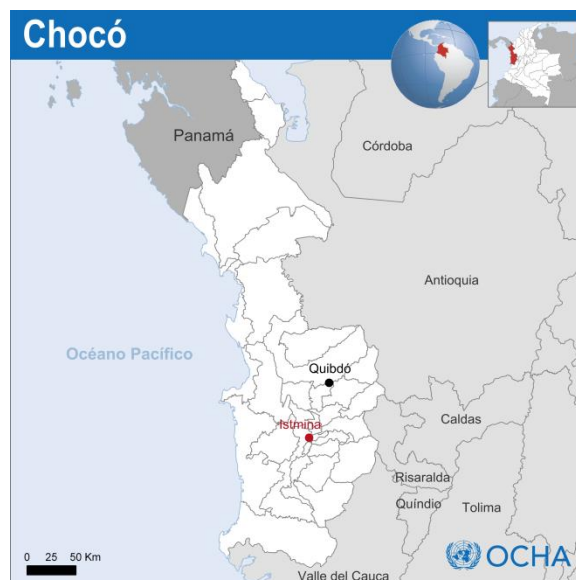 Chocó
Panamá
Córdoba
Antioquia
Océano Pacífico
Quibdó
Istmina
Caldas
Risaralda
Quíndio
Tolima
0 25 50 Km
OCHA
Valle del Cauca